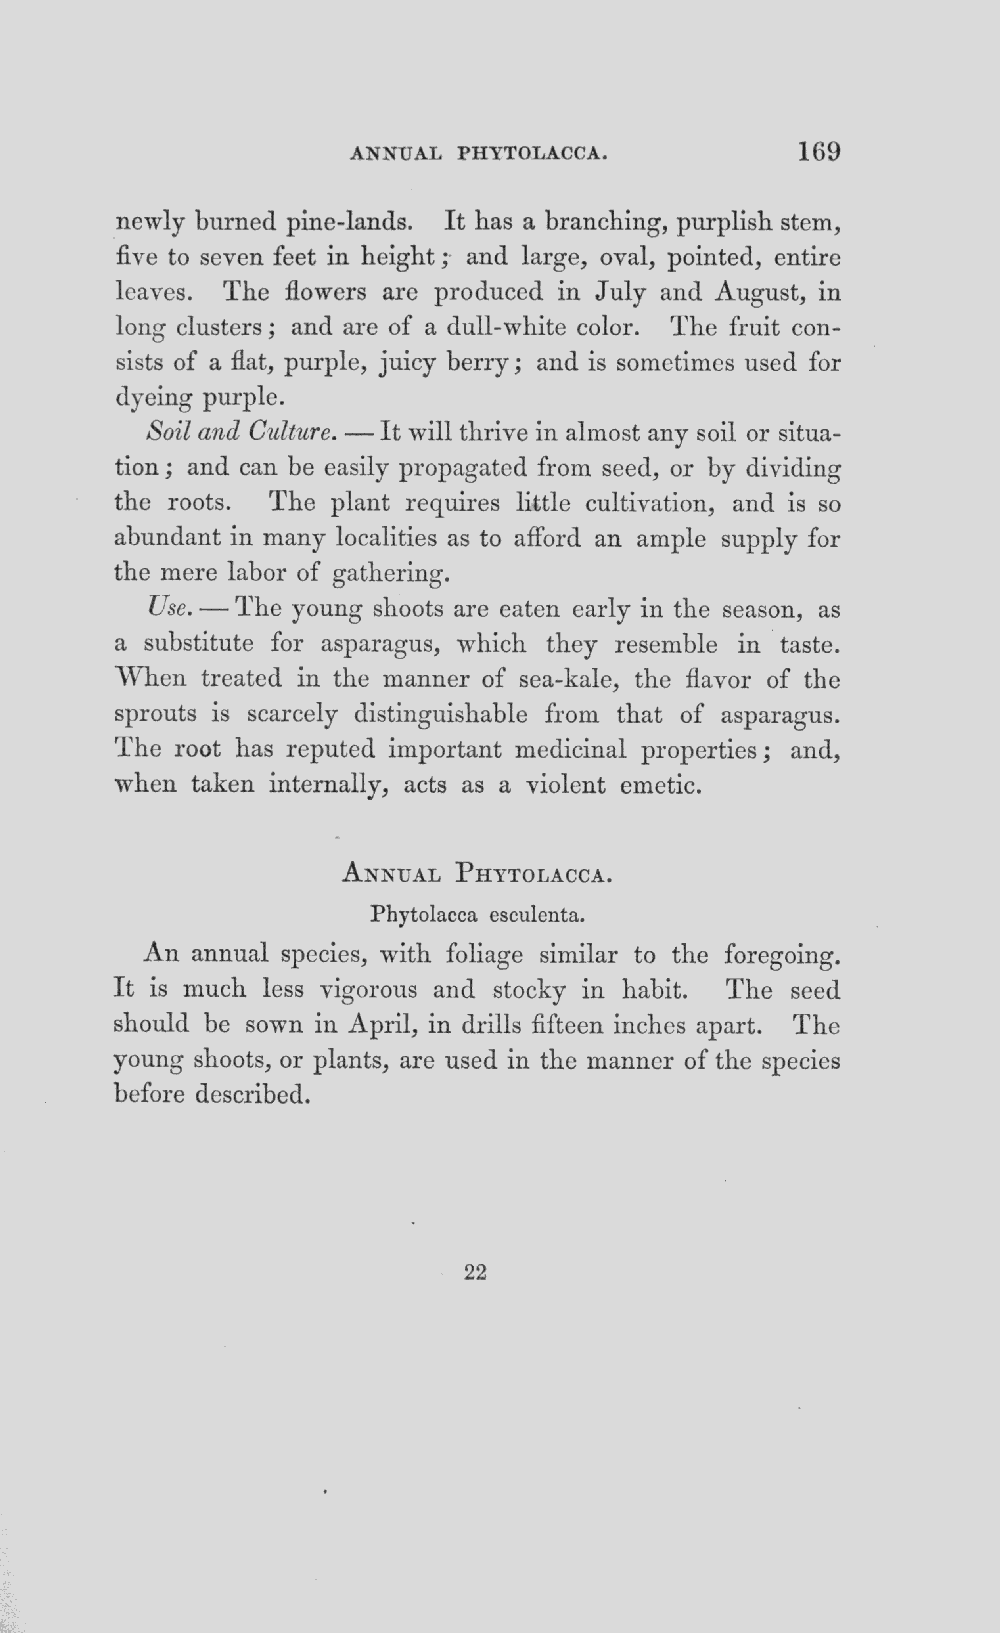 ANNUAL PHYTOLACCA. 169
newly burned pine-lands. It has a branching, purplish stem,
five to seven feet in height; and large, oval, pointed, entire
leaves. The flowers are produced in July and August, in
long clusters; and are of a dull-white color. The fruit con-
sists of a flat, purple, juicy berry; and is sometimes used for
dyeing purple.
Soil and Culture. — It will thrive in almost any soil or situa-
tion; and can be easily propagated from seed, or by dividing
the roots. The plant requires little cultivation, and is so
abundant in many localities as to afford an ample supply for
the mere labor of gathering.
Use. — The young shoots are eaten early in the season, as
a substitute for asparagus, which they resemble in taste.
When treated in the manner of sea-kale, the flavor of the
sprouts is scarcely distinguishable from that of asparagus.
The root has reputed important medicinal properties; and,
when taken internally, acts as a violent emetic.
Annual Phytolacca.
Phytolacca esculenta.
An annual species, with foliage similar to the foregoing.
It is much less vigorous and stocky in habit. The seed
should be sown in April, in drills fifteen inches apart. The
young shoots, or plants, are used in the manner of the species
before described.
22